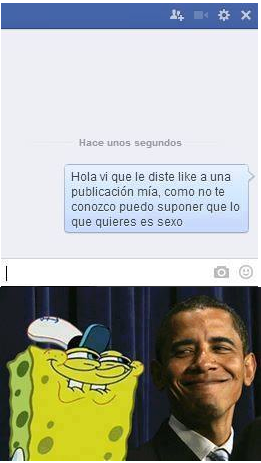 Hace unos segundos
Hola vi que le diste like a una
publicación mía, como no te
conozco puedo suponer que lo
que quieres es sexo